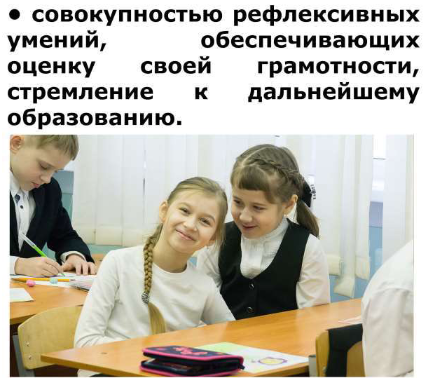 • совокупностью рефлексивных
умений, обеспечивающих
оценку своей грамотности,
стремление к дальнейшему
образованию.